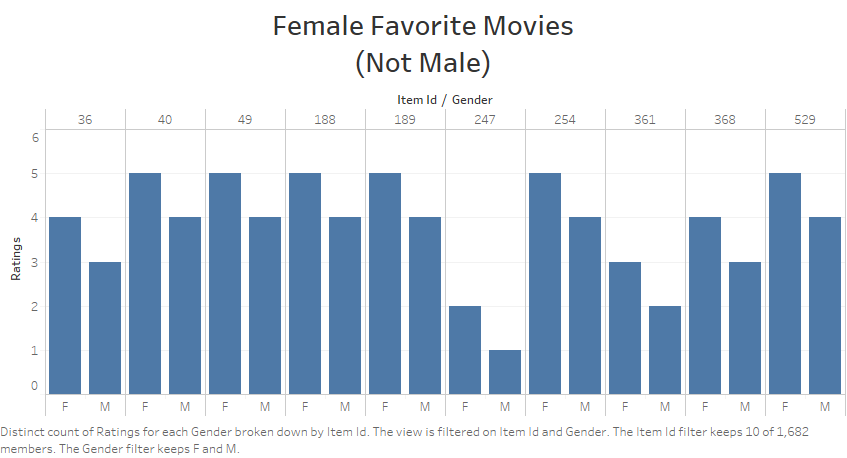 Female Favorite Movies
(Not Male)
Item Id / Gender
36 40 49 188 189 247 254 361 368 529
6
5
4
3
2
1
0
Ratings
F M F M F M F M F M F M F M F M F M F M
Distinct count of Ratings for each Gender broken down by Item Id. The view is filtered on Item Id and Gender. The Item Id filter keeps 10 of 1,682
members. The Gender filter keeps F and M.